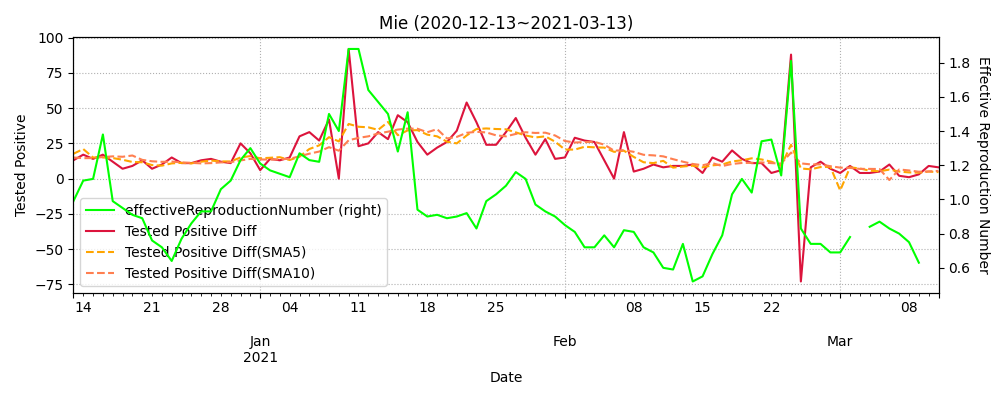 Mie (2020-12-13~2021-03-13)
Tested Positive
100
75
50
25
0
−25
−50
−75
effectiveReproductionNumber (right)
Tested Positive Diff
Tested Positive Diff(SMA5)
Tested Positive Diff(SMA10)
1.8
1.6
1.4
1.2
1.0
0.8
0.6
Effective Reproduction Number
14 21 28 04 11 18 25 08 15 22 08
Jan Feb Mar
2021
Date